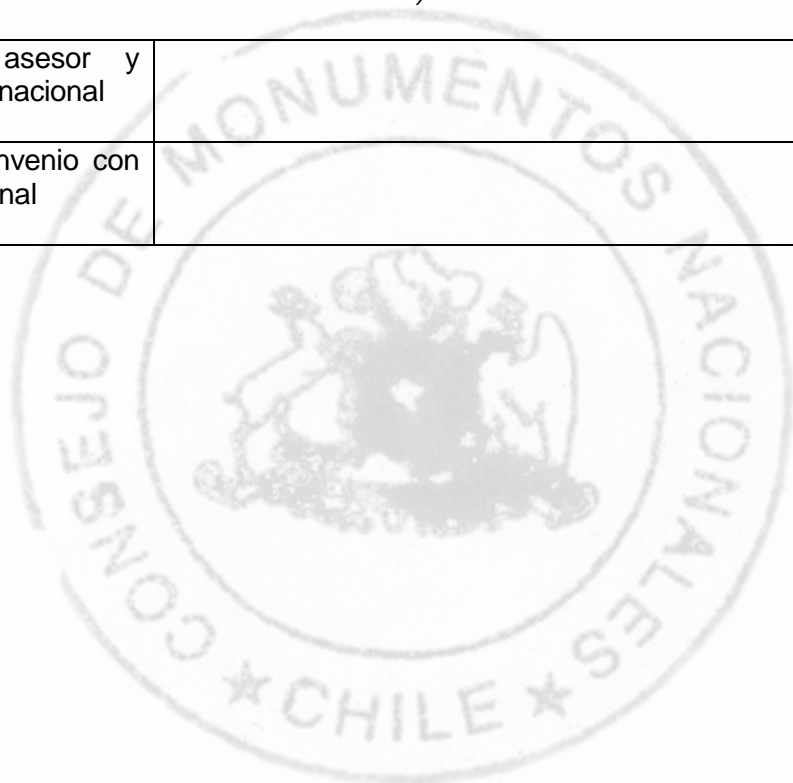 asesor y
nacional
nvenio con
nal
CONSEJO DE MONUMENTOS NACIONALES
* CHILE *